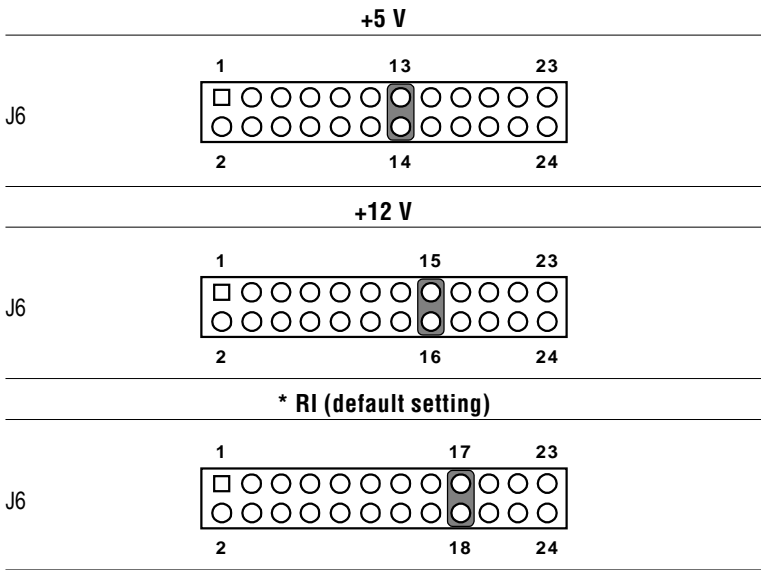 +5 V
1 13 23
J6
2 14 24
+12 V
1 15 23
J6
2 16 24
* RI (default setting)
1 17 23
J6
2 18 24